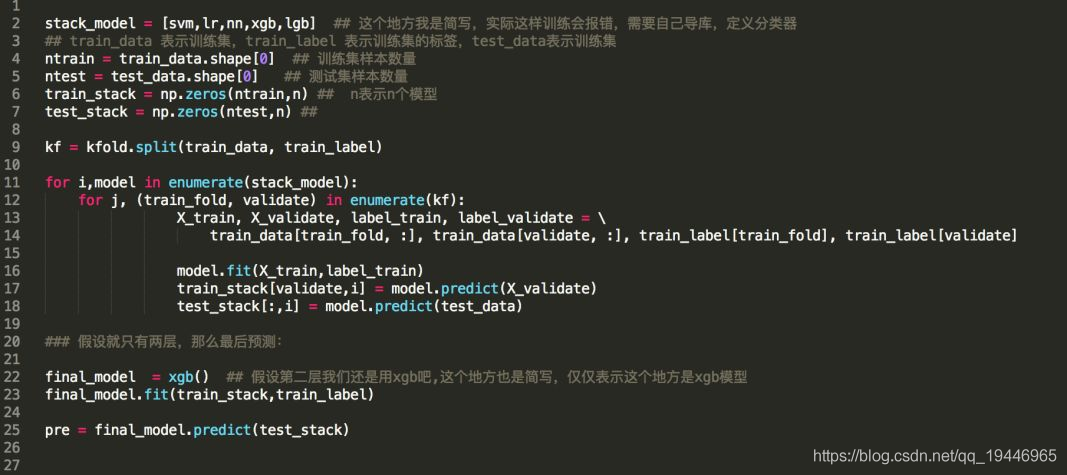 1
2 stack_model = [svm,lr,nn,xgb,lgb]  ## 这个地方我是简写，实际这样训练会报错，需要自己导库，定义分类器
3 ## train_data 表示训练集，train_label 表示训练集的标签，test_data表示训练集
4 ntrain = train_data.shape[0]  ## 训练集样本数量
5 ntest = test_data.shape[0]   ## 测试集样本数量
6 train_stack = np.zeros(ntrain,n) ##  n表示n个模型
7 test_stack = np.zeros(ntest,n) ##
8
9 kf = kfold.split(train_data, train_label)
10
11 for i,model in enumerate(stack_model):
12     for j, (train_fold, validate) in enumerate(kf):
13                 X_train, X_validate, label_train, label_validate = \
14                     train_data[train_fold, :], train_data[validate, :], train_label[train_fold], train_label[validate]
15
16                 model.fit(X_train,label_train)
17                 train_stack[validate,i] = model.predict(X_validate)
18                 test_stack[:,i] = model.predict(test_data)
19
20 ### 假设就只有两层，那么最后预测：
21
22 final_model  = xgb()  ## 假设第二层我们还是用xgb吧,这个地方也是简写，仅仅表示这个地方是xgb模型
23 final_model.fit(train_stack,train_label)
24
25 pre = final_model.predict(test_stack)
26
27
https://blog.csdn.net/qq_19446965